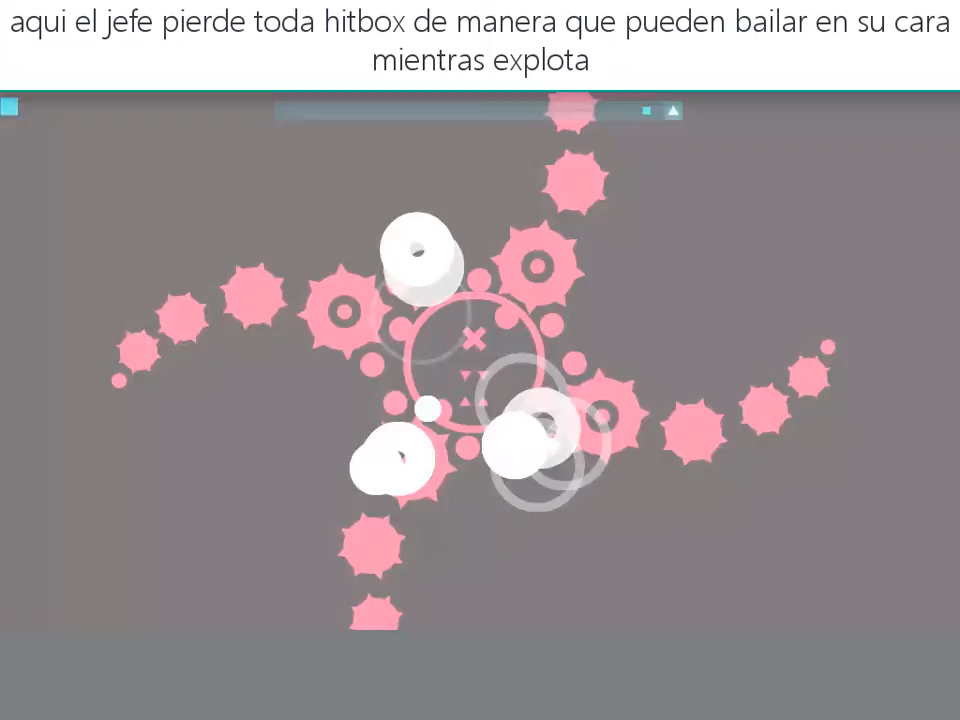 aqui el jefe pierde toda hitbox de manera que pueden bailar en su cara
mientras explota